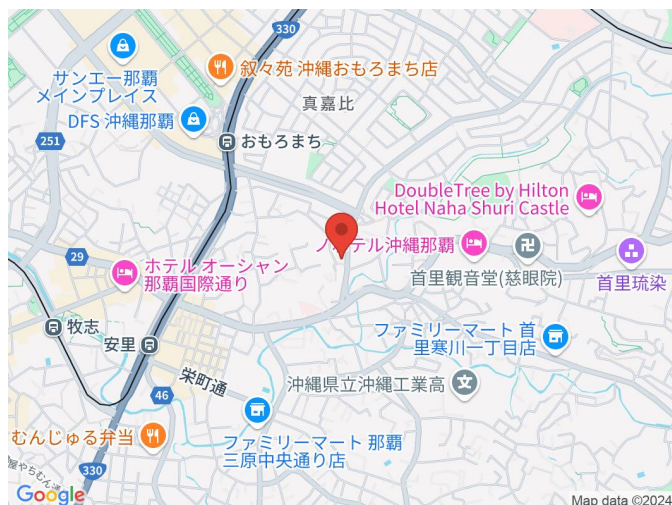 330
サンエー那覇
メインプレイス
叙々苑 沖縄おもろまち店
真嘉比
DFS 沖縄那覇
251
おもろまち
DoubleTree by Hilton
Hotel Naha Shuri Castle
ノボテル沖縄那覇
29
ホテル オーシャン
那覇国際通り
首里観音堂(慈眼院)
首里琉染
牧志
安里
ファミリーマート 首
里寒川一丁目店
栄町通
46
沖縄県立沖縄工業高
むんじゅる弁当
ファミリーマート 那覇
三原中央通り店
330
Google
Map data ©2024